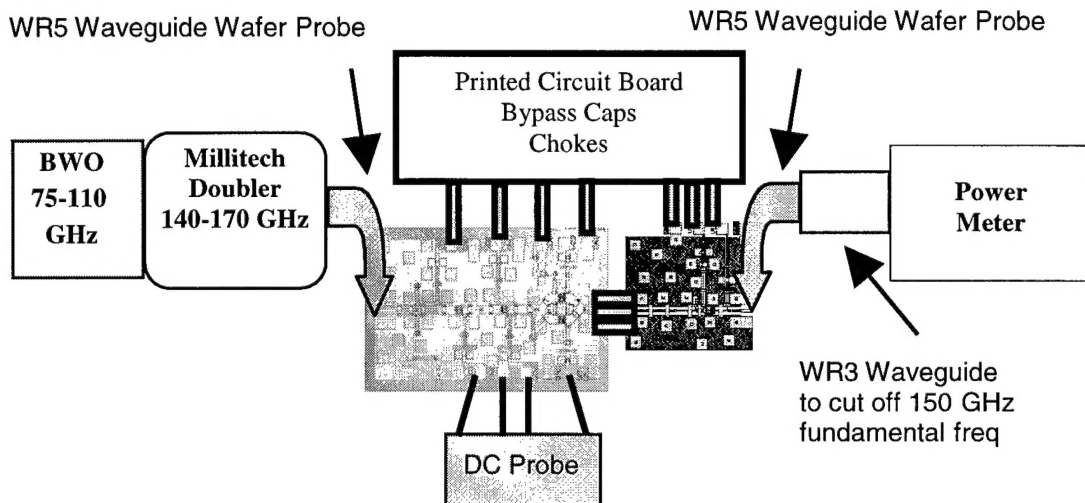 WR5 Waveguide Wafer Probe
WR5 Waveguide Wafer Probe
Printed Circuit Board
Bypass Caps
Chokes
BWO
75-110
GHz
Millitech
Doubler
140-170 GHz
Power
Meter
WR3 Waveguide
to cut off 150 GHz
fundamental freq
DC Probe